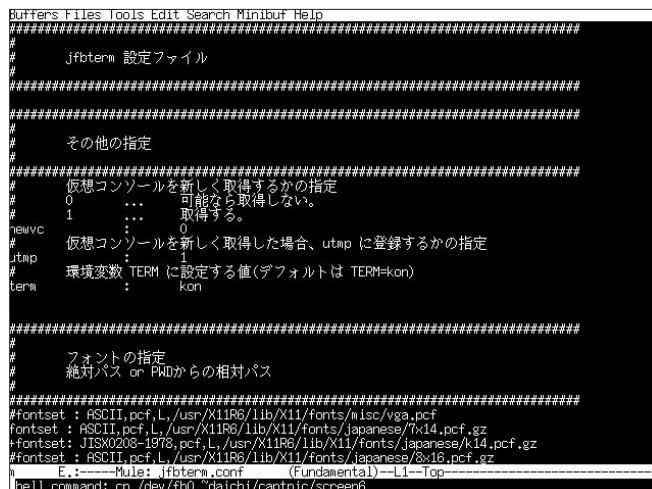 Buffers Files Tools Edit Search Minibuf Help
################################################################################
#
#	jfbterm 設定ファイル
#
################################################################################
################################################################################
#
#	その他の指定
#
################################################################################
#	仮想コンソールを新しく取得するかの指定
#	0	...	可能なら取得しない。
#	1	...	取得する。
newvc	:	0
#	仮想コンソールを新しく取得した場合、utmp に登録するかの指定
utmp	:	1
#	環境変数 TERM に設定する値(デフォルトは TERM=kon)
term	:	kon
################################################################################
#
#	フォントの指定
#	絶対パス or PWDからの相対パス
#
################################################################################
#fontset : ASCII,pcf,L,/usr/X11R6/lib/X11/fonts/misc/vga.pcf
fontset : ASCII,pcf,L,/usr/X11R6/lib/X11/fonts/japanese/7x14.pcf.gz
+fontset: JISX0208-1978,pcf,L,/usr/X11R6/lib/X11/fonts/japanese/k14.pcf.gz
#fontset : ASCII,pcf,L,/usr/X11R6/lib/X11/fonts/japanese/8x16.pcf.gz
E.:-----Mule: jfbterm.conf (Fundamental)--L1--Top--------------------------------
hell command: cp /dev/fb0 ~daichi/cantnic/screen6